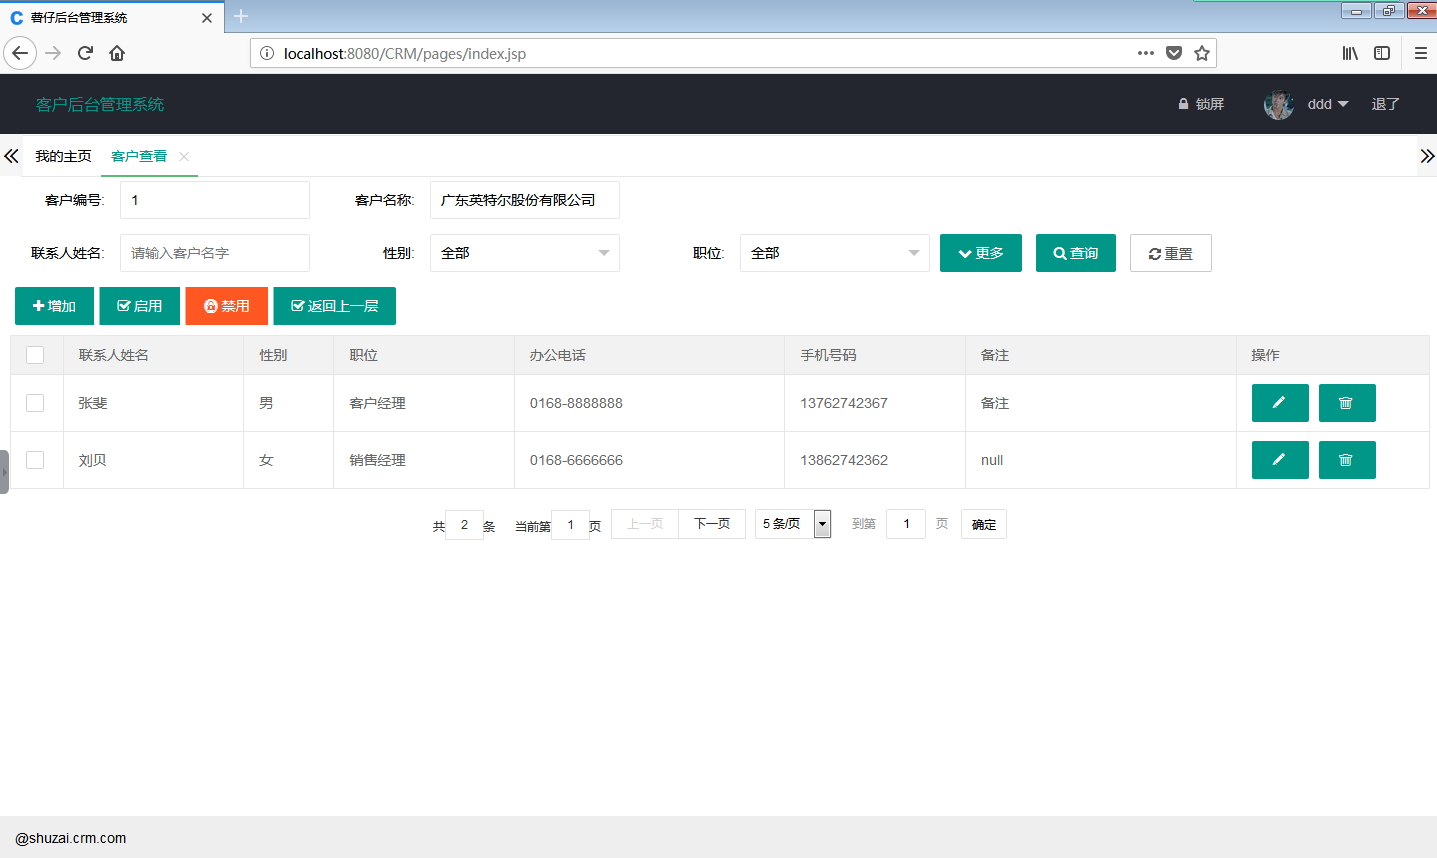 蓸仔后台管理系统
localhost:8080/CRM/pages/index.jsp
客户后台管理系统
锁屏 ddd 退了
我的主页 客户查看
客户编号: 1 客户名称: 广东英特尔股份有限公司
联系人姓名: 请输入客户名字 性别: 全部 职位: 全部 更多 查询 重置
增加 启用 禁用 返回上一层
联系人姓名 性别 职位 办公电话 手机号码 备注 操作
张斐 男 客户经理 0168-8888888 13762742367 备注
刘贝 女 销售经理 0168-6666666 13862742362 null
共 2 条 当前第 1 页 上一页 下一页 5 条/页 到第 1 页 确定
@shuzai.crm.com